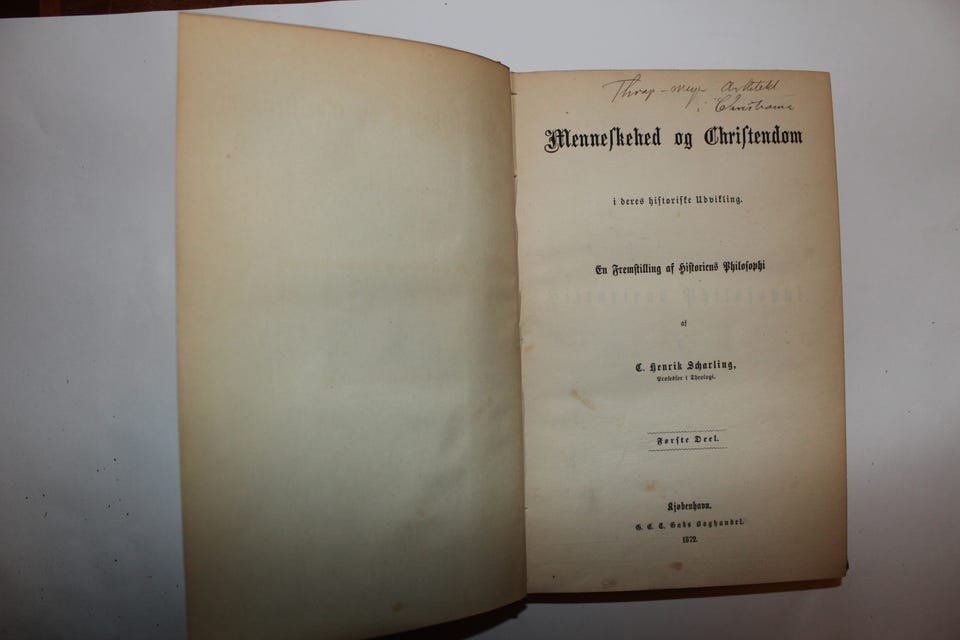 Thrap-Meyer Arkitekt
i Christiania
Menneskehed og Christendom
i deres historiske Udvikling.
En Fremstilling af Historiens Philosophi
af
C. Henrik Scharling,
Professor i Theologi.
Første Deel.
Kjøbenhavn.
G. E. C. Gads Boghandel.
1872.